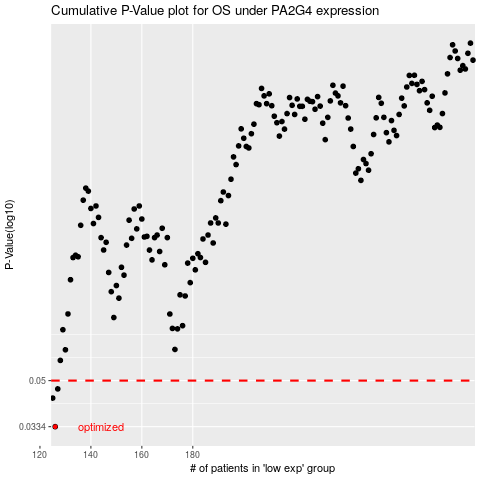 Cumulative P-Value plot for OS under PA2G4 expression
P-Value(log10)
0.05
0.0334
optimized
120 140 160 180
# of patients in 'low exp' group